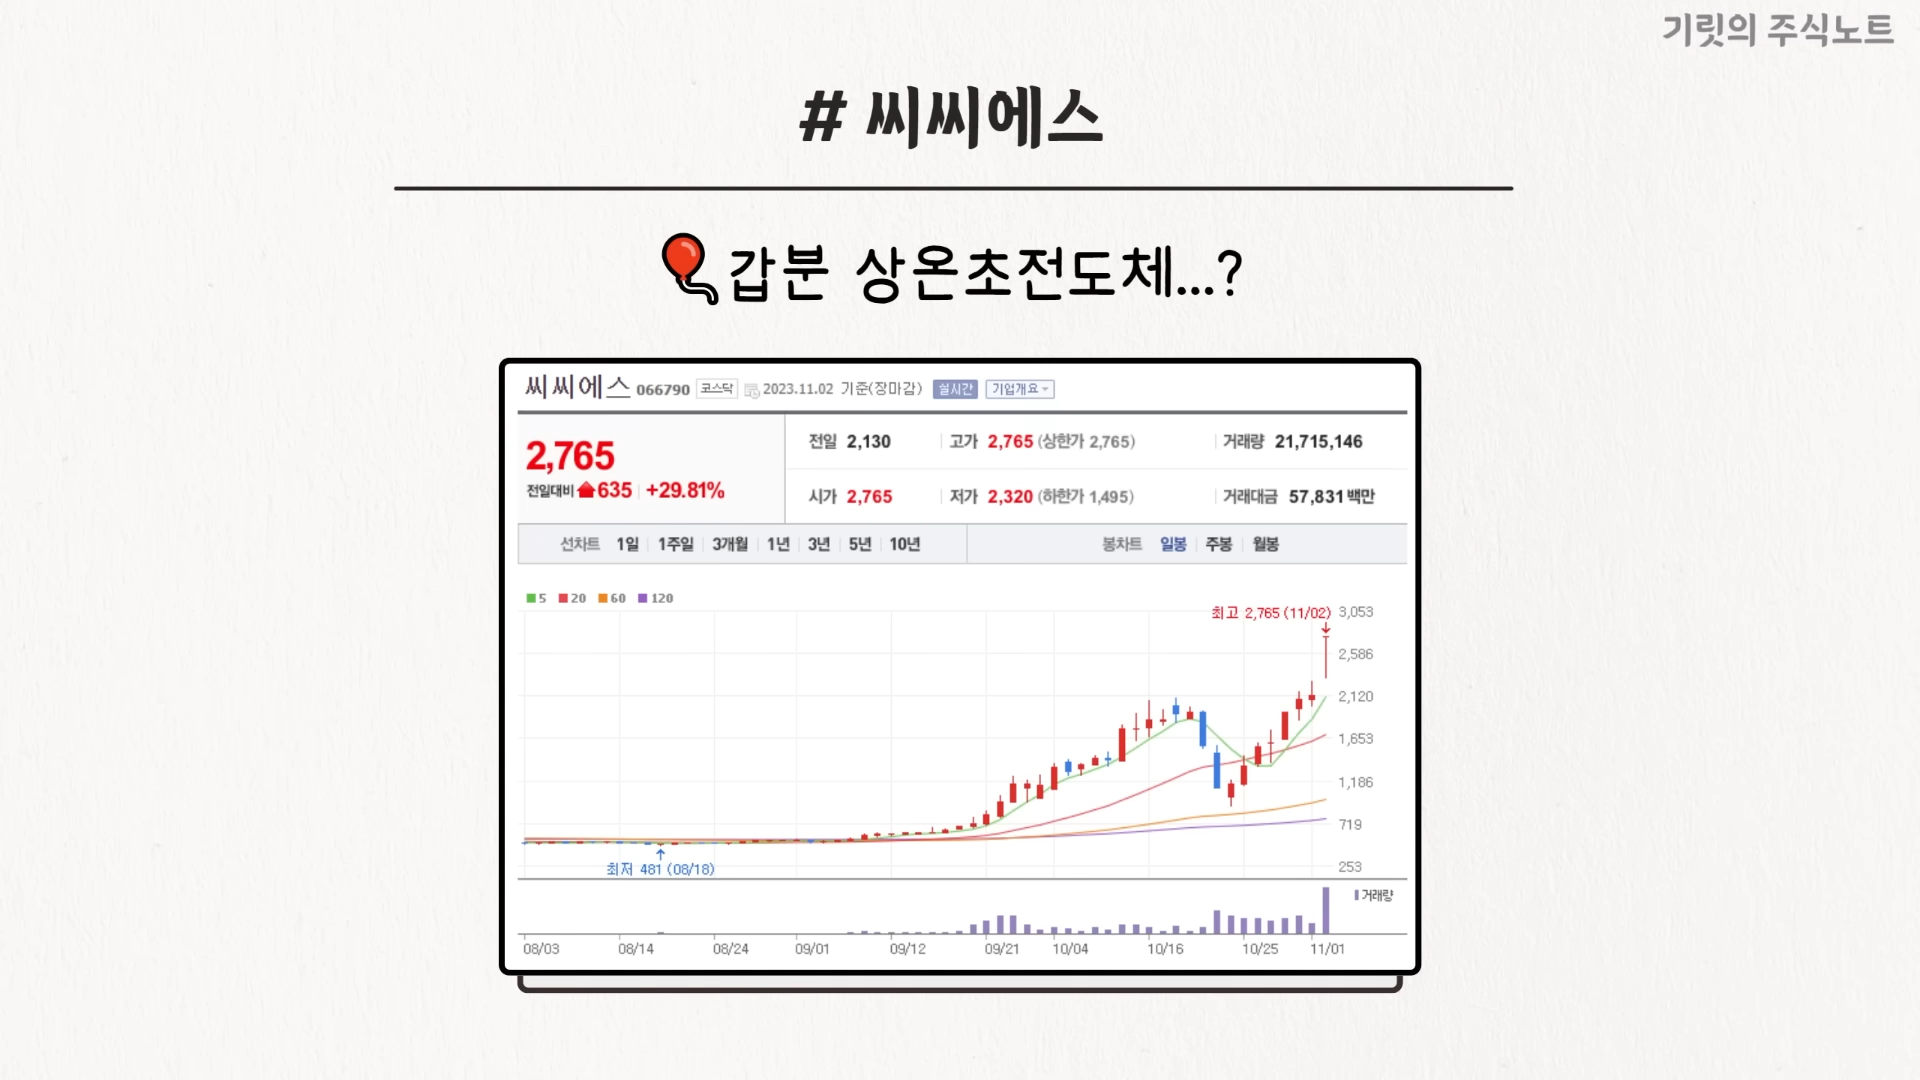 기릿의 주식노트
# 씨씨에스
갑분 상온초전도체...?
씨씨에스 066790 코스닥 2023.11.02 기준(장마감) 실시간 기업개요
2,765
전일대비 635 +29.81%
전일 2,130 고가 2,765 (상한가 2,765) 거래량 21,715,146
시가 2,765 저가 2,320 (하한가 1,495) 거래대금 57,831 백만
선차트 1일 1주일 3개월 1년 3년 5년 10년 봉차트 일봉 주봉 월봉
5 20 60 120
최고 2,765 (11/02) 3,053
2,586
2,120
1,653
1,186
719
253
최저 481 (08/18)
거래량
08/03 08/14 08/24 09/01 09/12 09/21 10/04 10/16 10/25 11/01